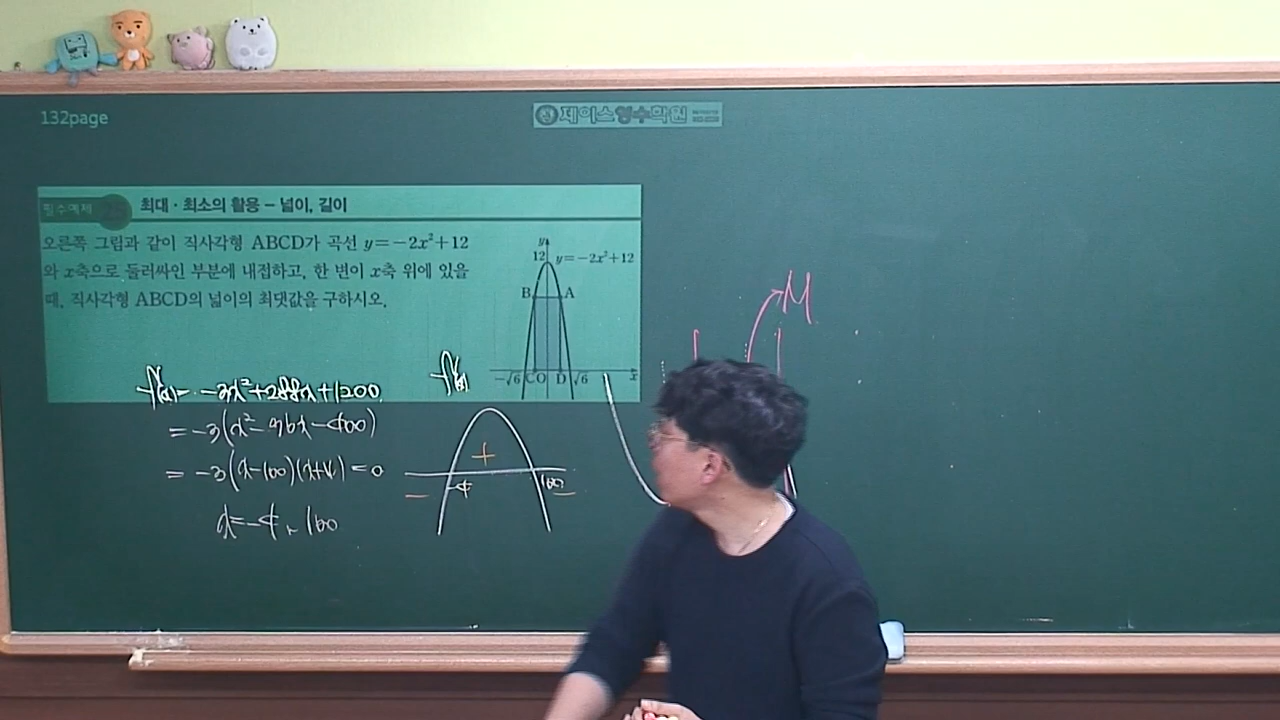 132page
제이스영수학원
필수예제
최대·최소의 활용 - 넓이, 길이
오른쪽 그림과 같이 직사각형 ABCD가 곡선 y=-2x²+12
와 x축으로 둘러싸인 부분에 내접하고, 한 변이 x축 위에 있을
때, 직사각형 ABCD의 넓이의 최댓값을 구하시오.
y
12 y=-2x²+12
B A
-√6 C O D √6 x
f'(x)= -3x²+288x+1200
=-3(x²-96x-400)
= -3(x-100)(x+4)=0
x=-4, 100
f'(x)
+
-4 100
- -
M